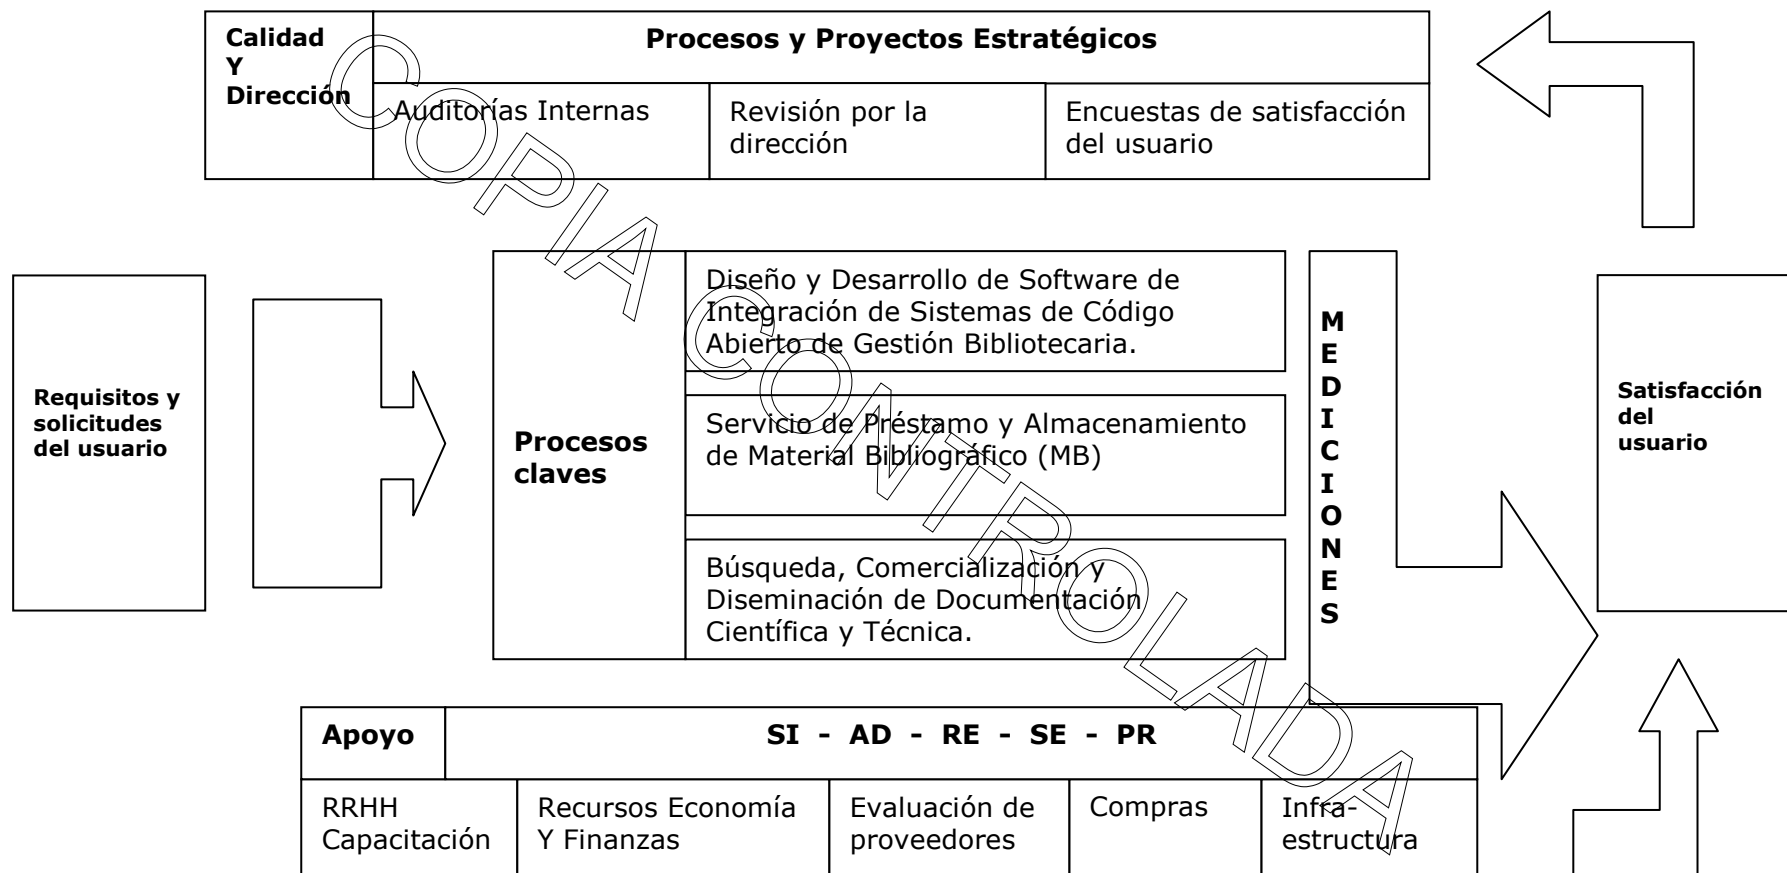 Calidad
Y
Dirección
Procesos y Proyectos Estratégicos
Auditorías Internas
Revisión por la
dirección
Encuestas de satisfacción
del usuario
Requisitos y
solicitudes
del usuario
Procesos
claves
Diseño y Desarrollo de Software de
Integración de Sistemas de Código
Abierto de Gestión Bibliotecaria.
Servicio de Préstamo y Almacenamiento
de Material Bibliográfico (MB)
Búsqueda, Comercialización y
Diseminación de Documentación
Científica y Técnica.
M
E
D
I
C
I
O
N
E
S
Satisfacción
del
usuario
Apoyo
SI - AD - RE - SE - PR
RRHH
Capacitación
Recursos Economía
Y Finanzas
Evaluación de
proveedores
Compras
Infra-
estructura
COPIA CONTROLADA